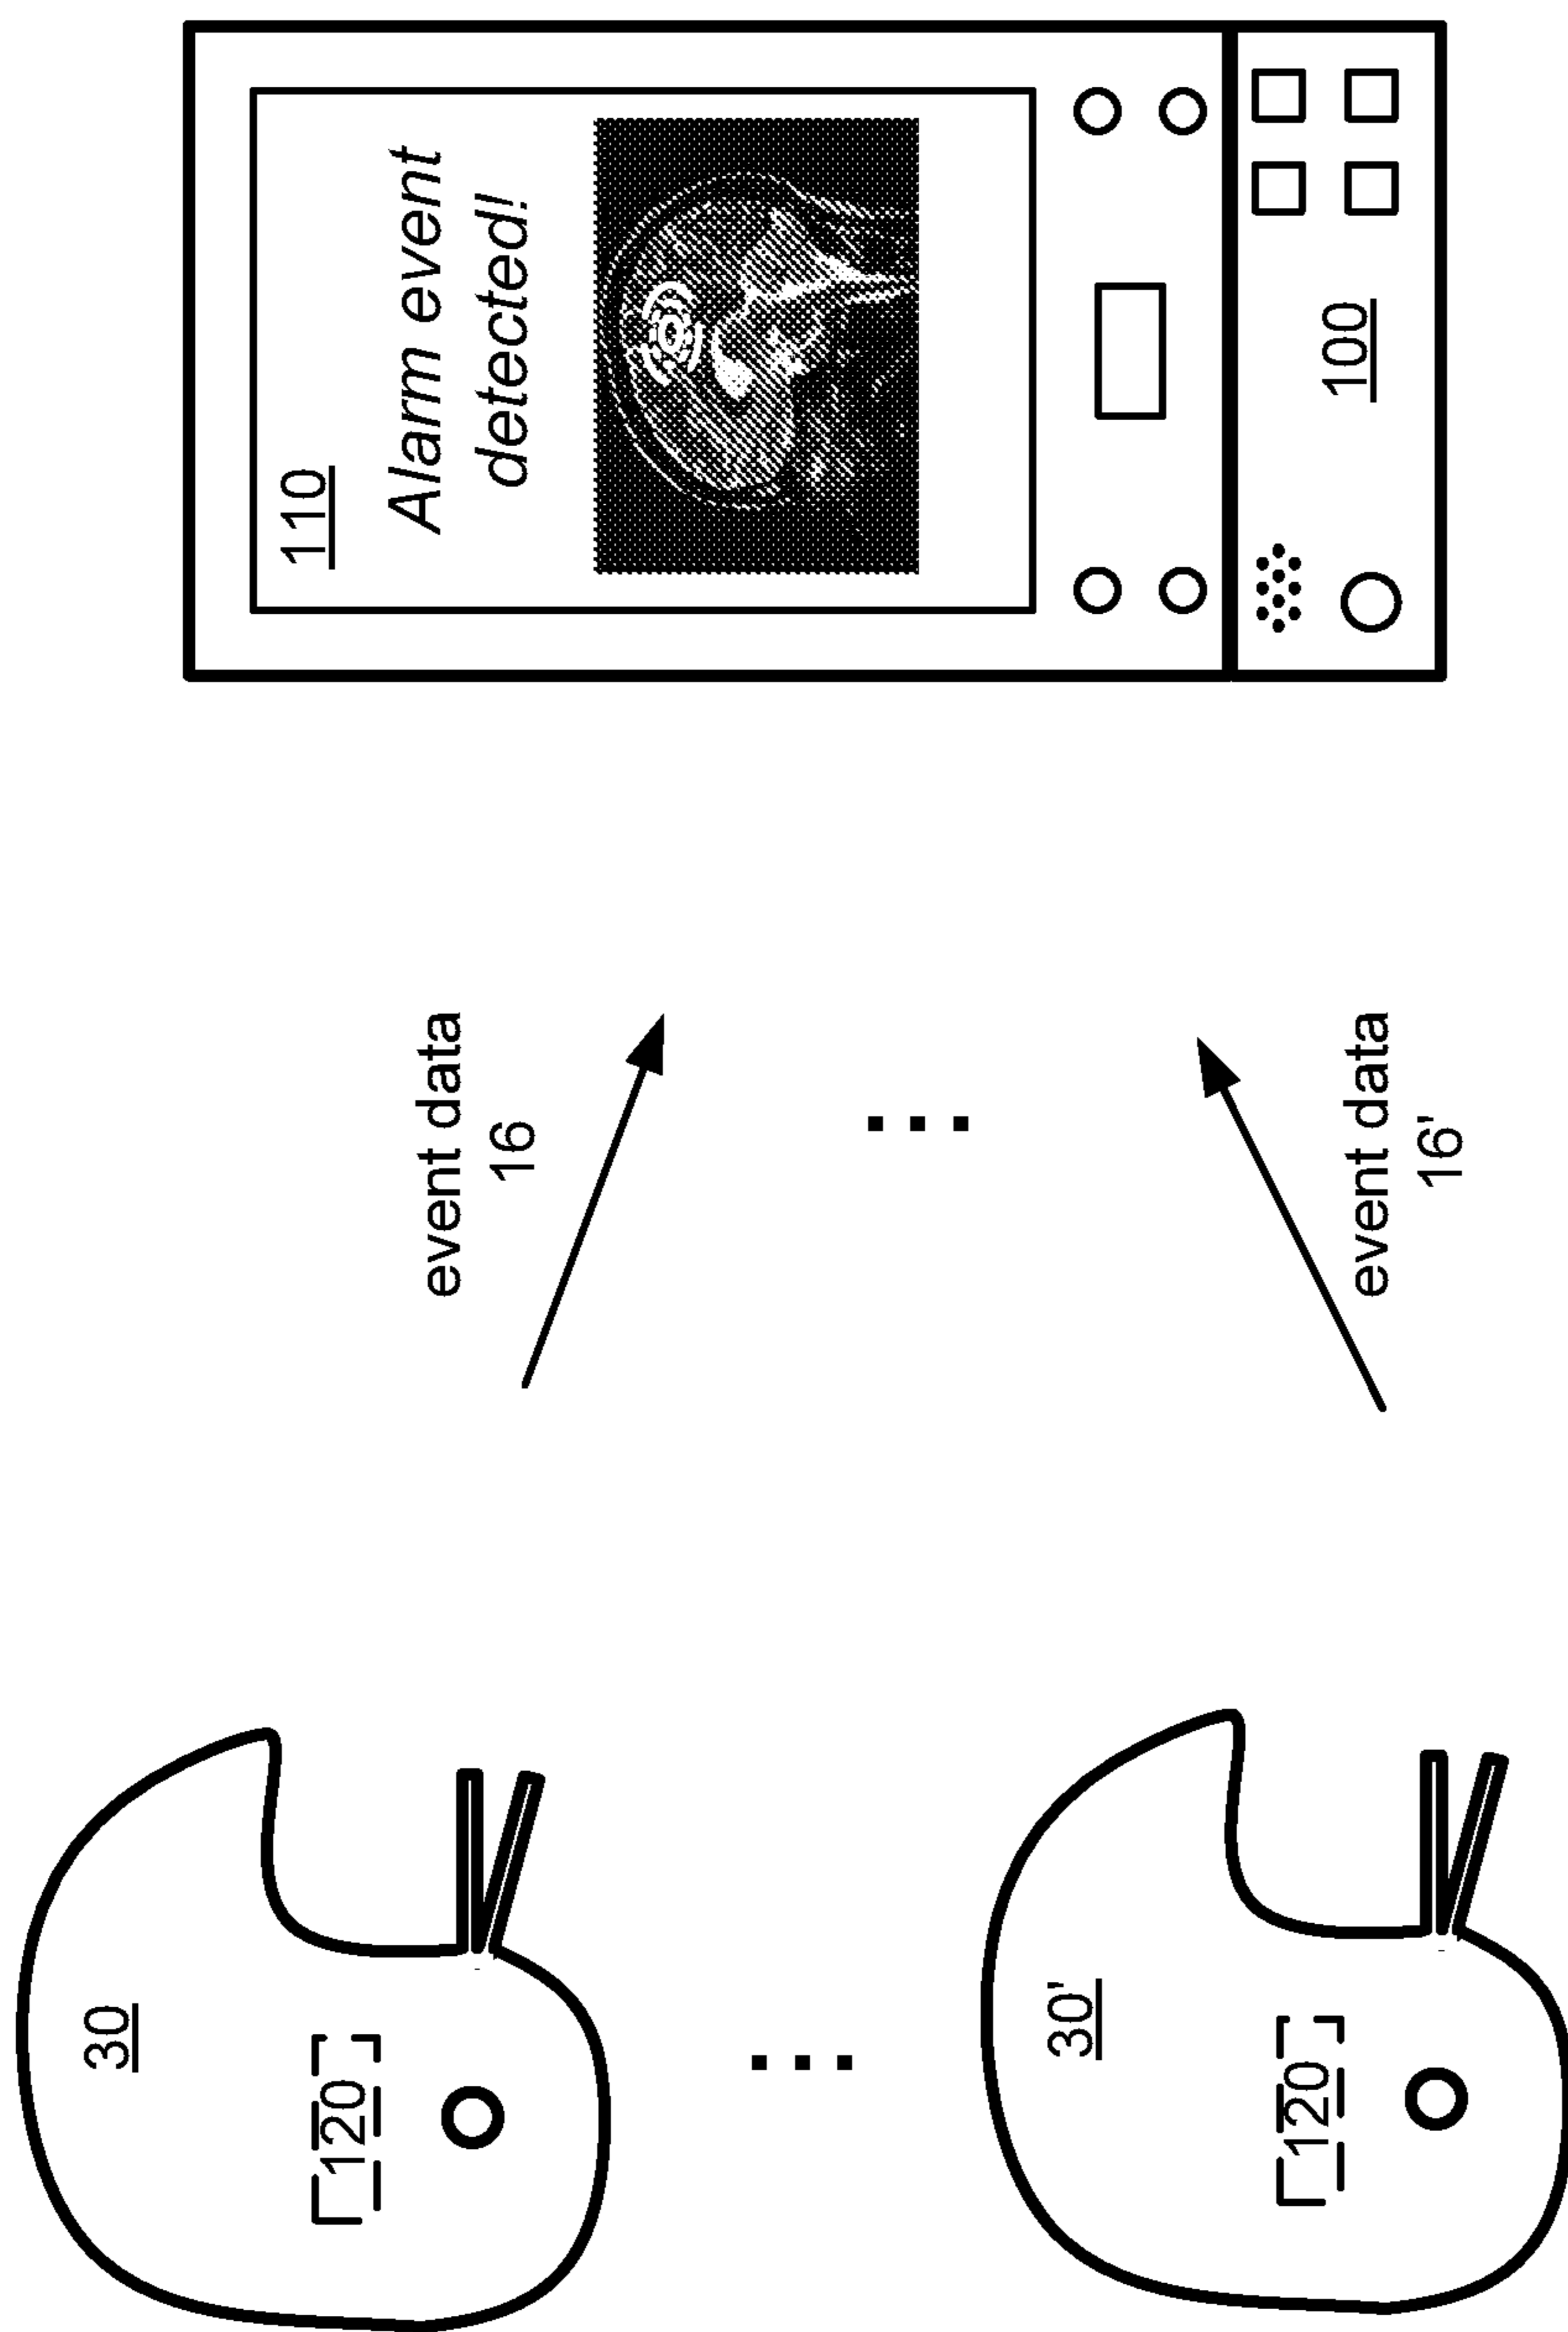 30
120
30'
120
event data
16
event data
16'
110
Alarm event
detected!
100